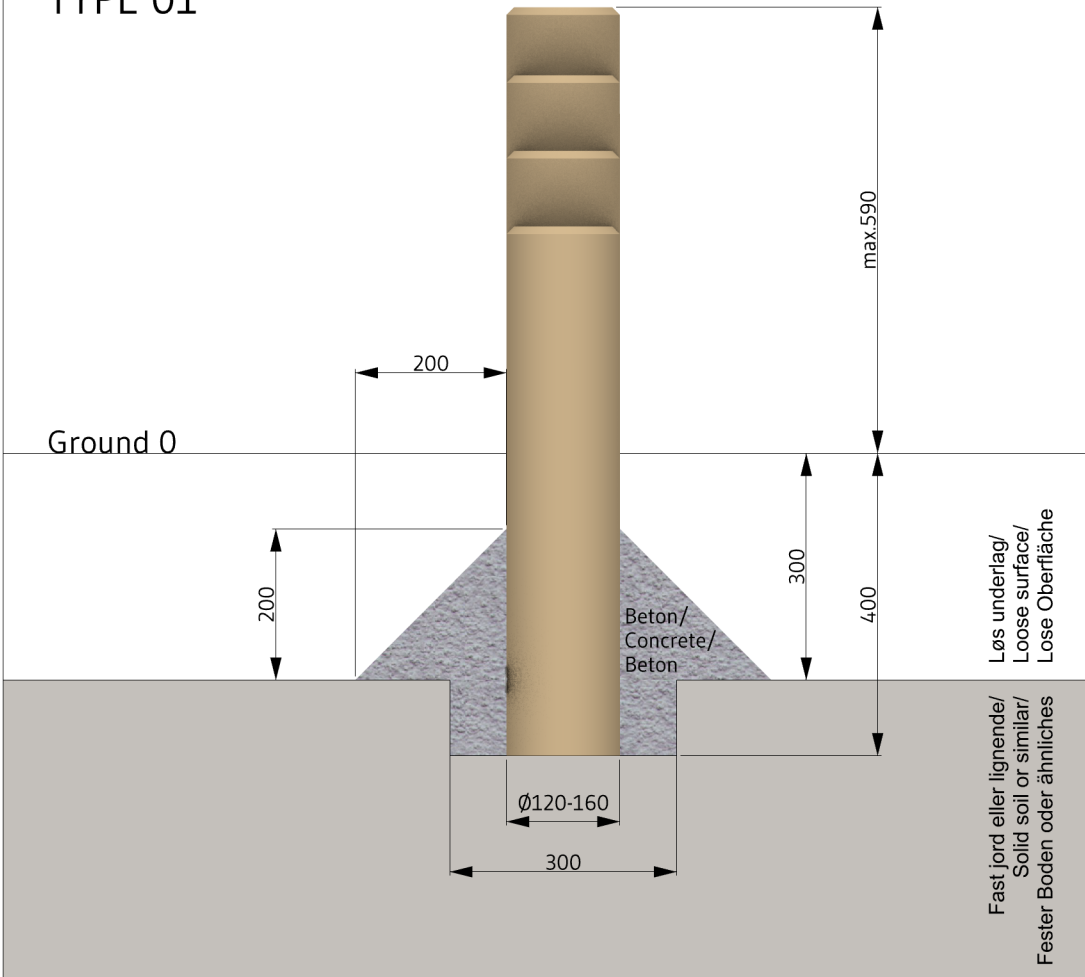 TYPE 01
max.590
200
Ground 0
200
300
400
Løs underlag/
Loose surface/
Lose Oberfläche
Beton/
Concrete/
Beton
Fast jord eller lignende/
Solid soil or similar/
Fester Boden oder ähnliches
Ø120-160
300